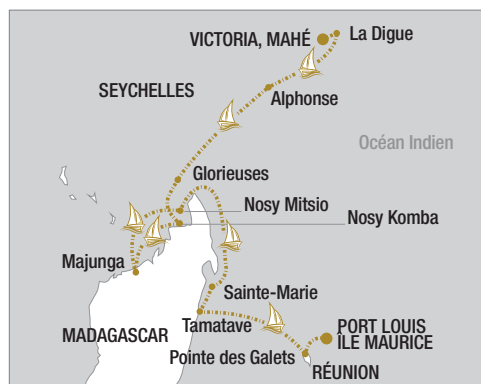 La Digue
VICTORIA, MAHÉ
SEYCHELLES
Alphonse
Océan Indien
Glorieuses
Nosy Mitsio
Nosy Komba
Majunga
Sainte-Marie
MADAGASCAR
Tamatave
PORT LOUIS
ÎLE MAURICE
Pointe des Galets
RÉUNION